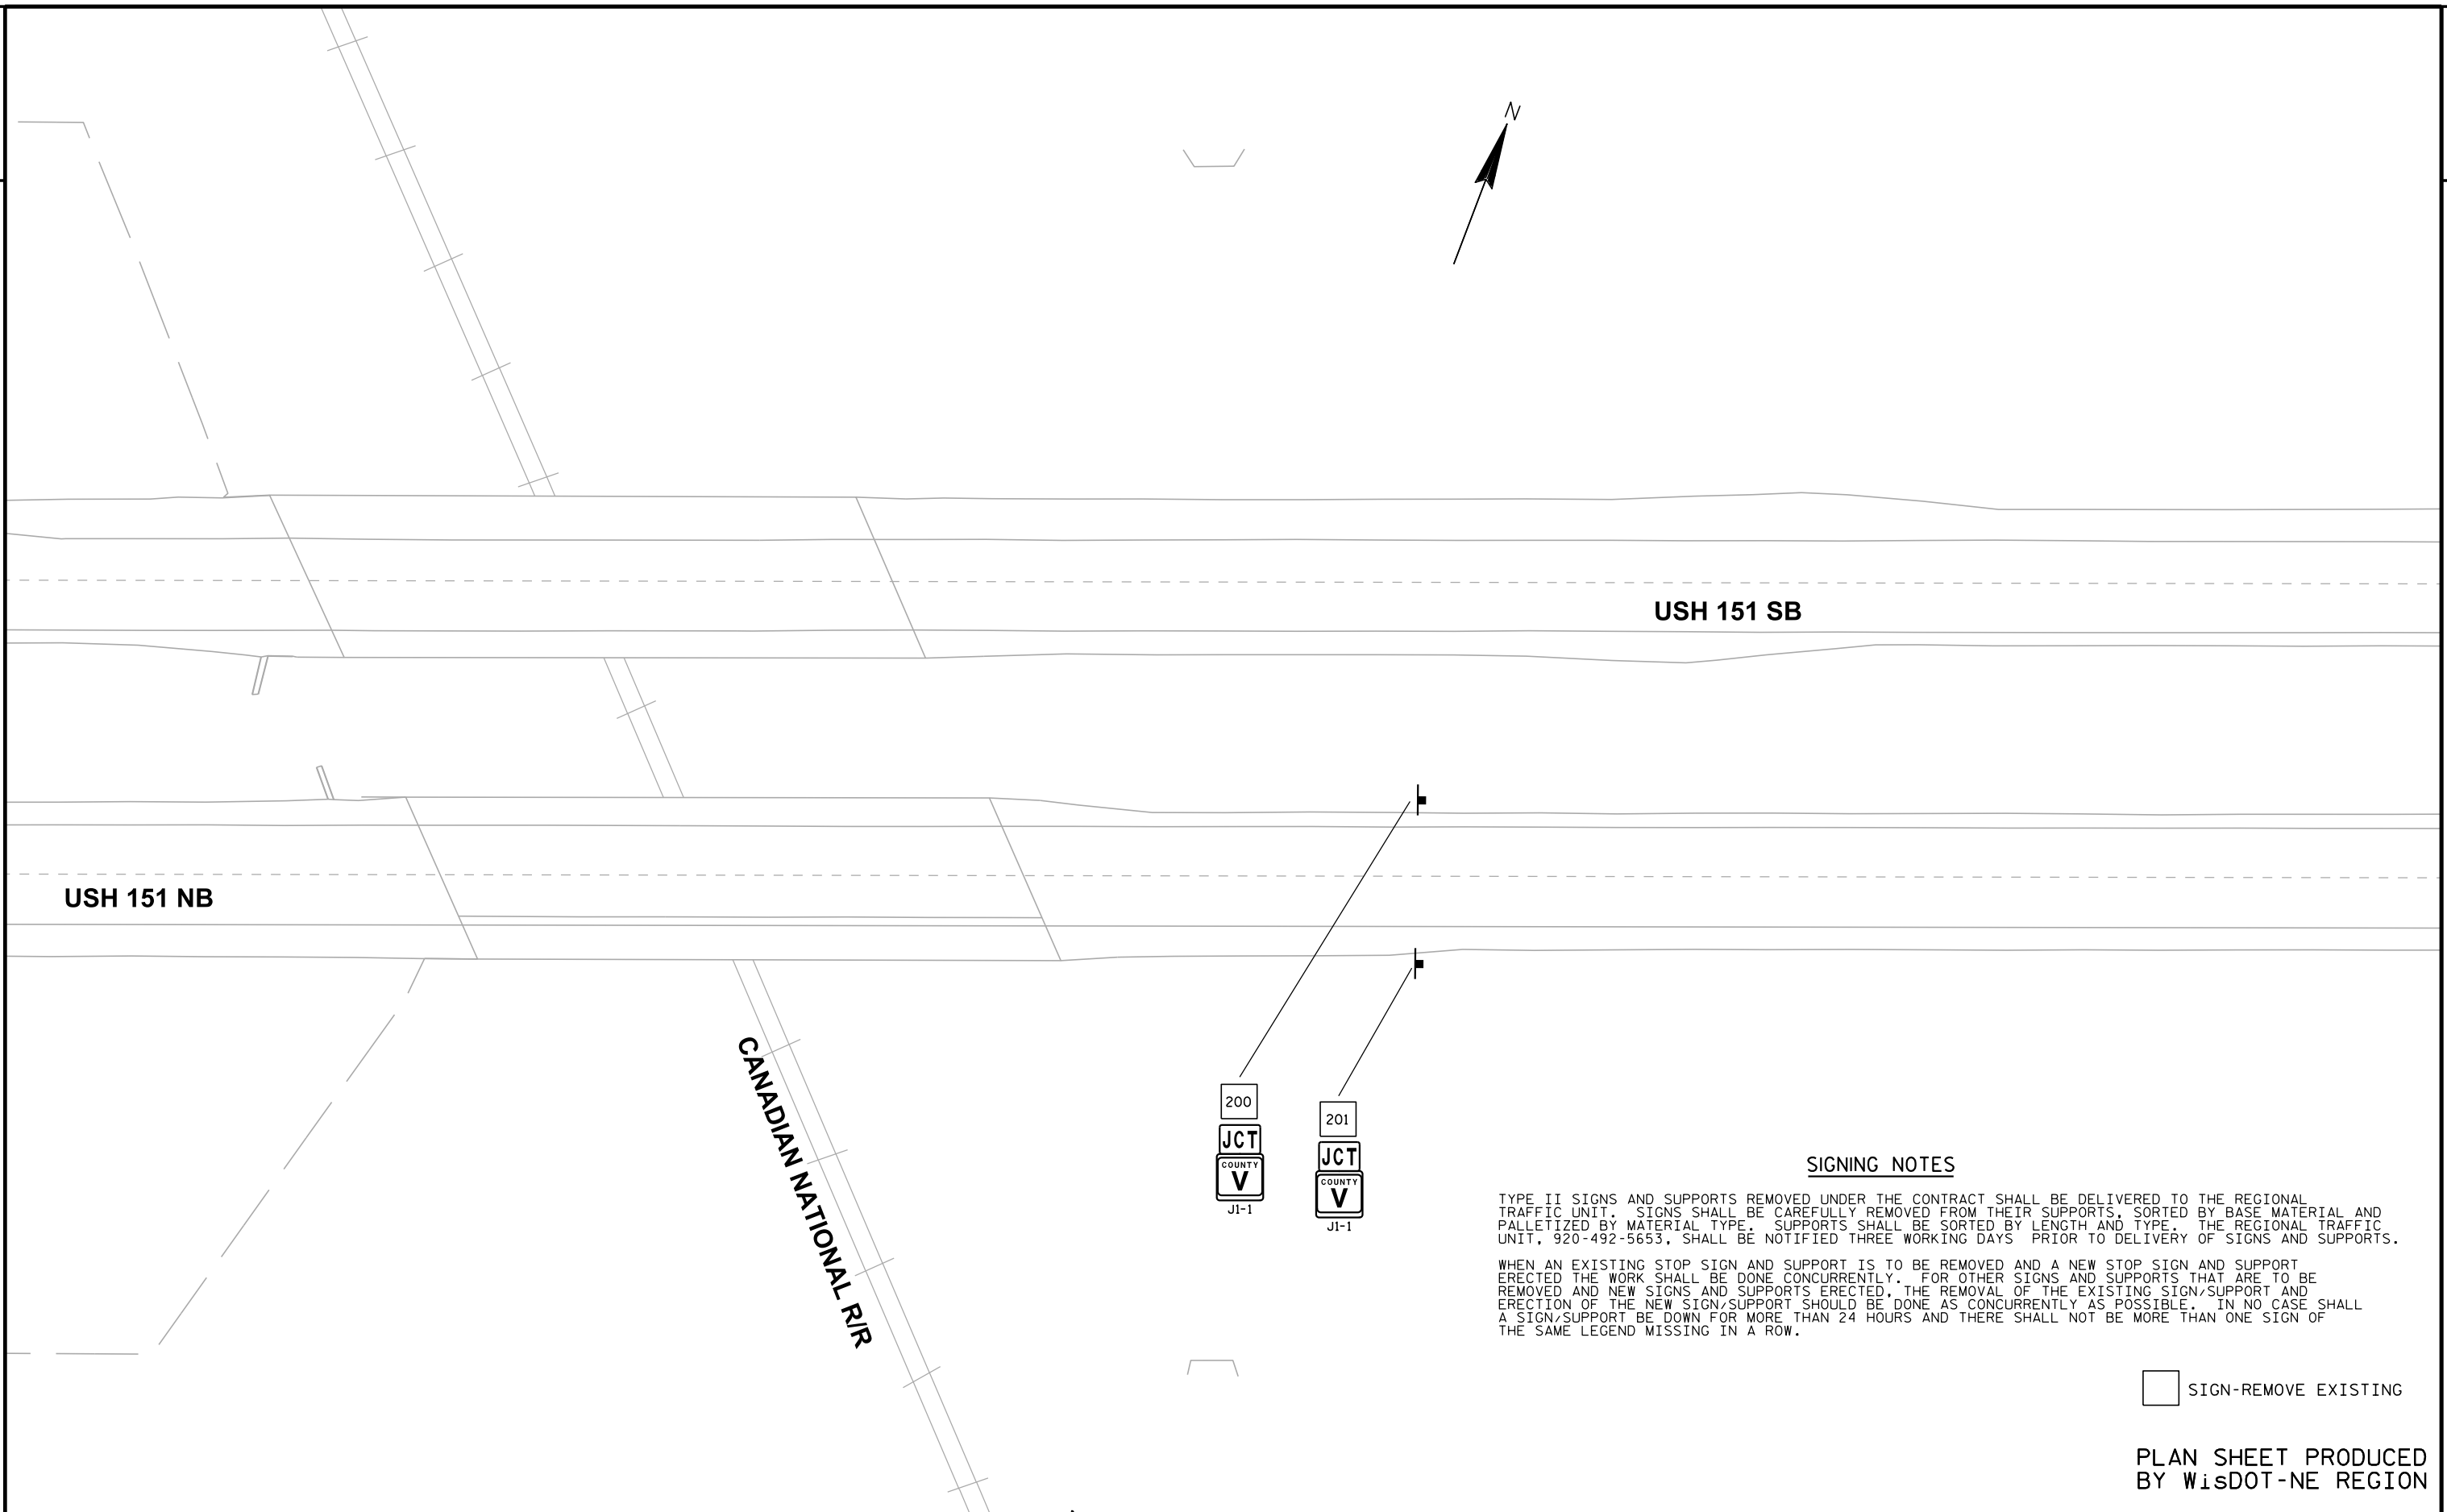 N
USH 151 SB
USH 151 NB
CANADIAN NATIONAL R/R
200
JCT
COUNTY
V
J1-1
201
JCT
COUNTY
V
J1-1
SIGNING NOTES
TYPE II SIGNS AND SUPPORTS REMOVED UNDER THE CONTRACT SHALL BE DELIVERED TO THE REGIONAL
TRAFFIC UNIT. SIGNS SHALL BE CAREFULLY REMOVED FROM THEIR SUPPORTS, SORTED BY BASE MATERIAL AND
PALLETIZED BY MATERIAL TYPE. SUPPORTS SHALL BE SORTED BY LENGTH AND TYPE. THE REGIONAL TRAFFIC
UNIT, 920-492-5653, SHALL BE NOTIFIED THREE WORKING DAYS PRIOR TO DELIVERY OF SIGNS AND SUPPORTS.
WHEN AN EXISTING STOP SIGN AND SUPPORT IS TO BE REMOVED AND A NEW STOP SIGN AND SUPPORT
ERECTED THE WORK SHALL BE DONE CONCURRENTLY. FOR OTHER SIGNS AND SUPPORTS THAT ARE TO BE
REMOVED AND NEW SIGNS AND SUPPORTS ERECTED, THE REMOVAL OF THE EXISTING SIGN/SUPPORT AND
ERECTION OF THE NEW SIGN/SUPPORT SHOULD BE DONE AS CONCURRENTLY AS POSSIBLE. IN NO CASE SHALL
A SIGN/SUPPORT BE DOWN FOR MORE THAN 24 HOURS AND THERE SHALL NOT BE MORE THAN ONE SIGN OF
THE SAME LEGEND MISSING IN A ROW.
SIGN-REMOVE EXISTING
PLAN SHEET PRODUCED
BY WisDOT-NE REGION